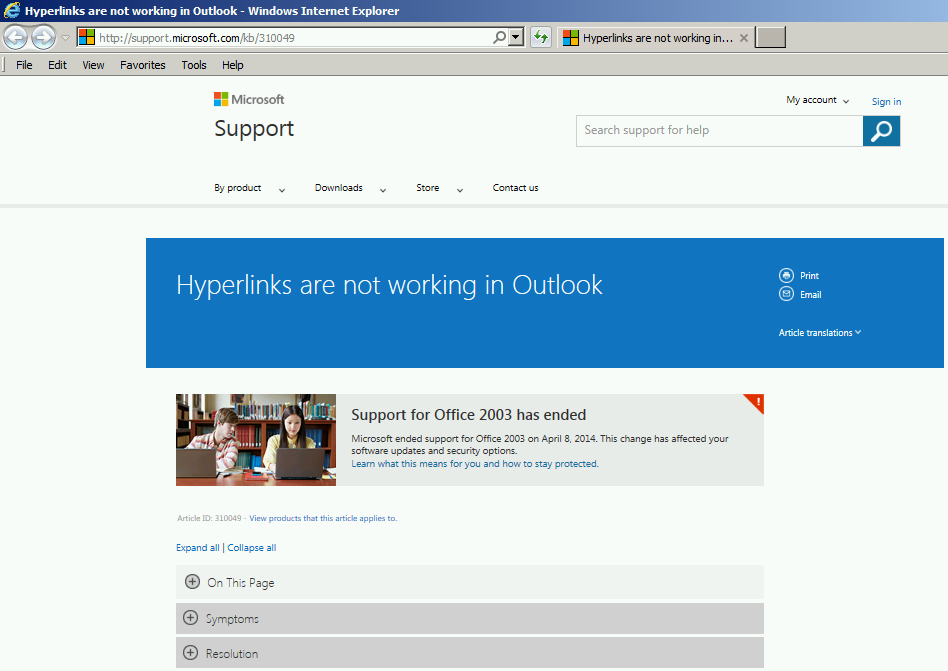 Hyperlinks are not working in Outlook - Windows Internet Explorer
http://support.microsoft.com/kb/310049
Hyperlinks are not working in...
File Edit View Favorites Tools Help
Microsoft
My account
Sign in
Support
Search support for help
By product Downloads Store Contact us
Hyperlinks are not working in Outlook
Print
Email
Article translations
Support for Office 2003 has ended
Microsoft ended support for Office 2003 on April 8, 2014. This change has affected your
software updates and security options.
Learn what this means for you and how to stay protected.
Article ID: 310049 - View products that this article applies to.
Expand all | Collapse all
On This Page
Symptoms
Resolution